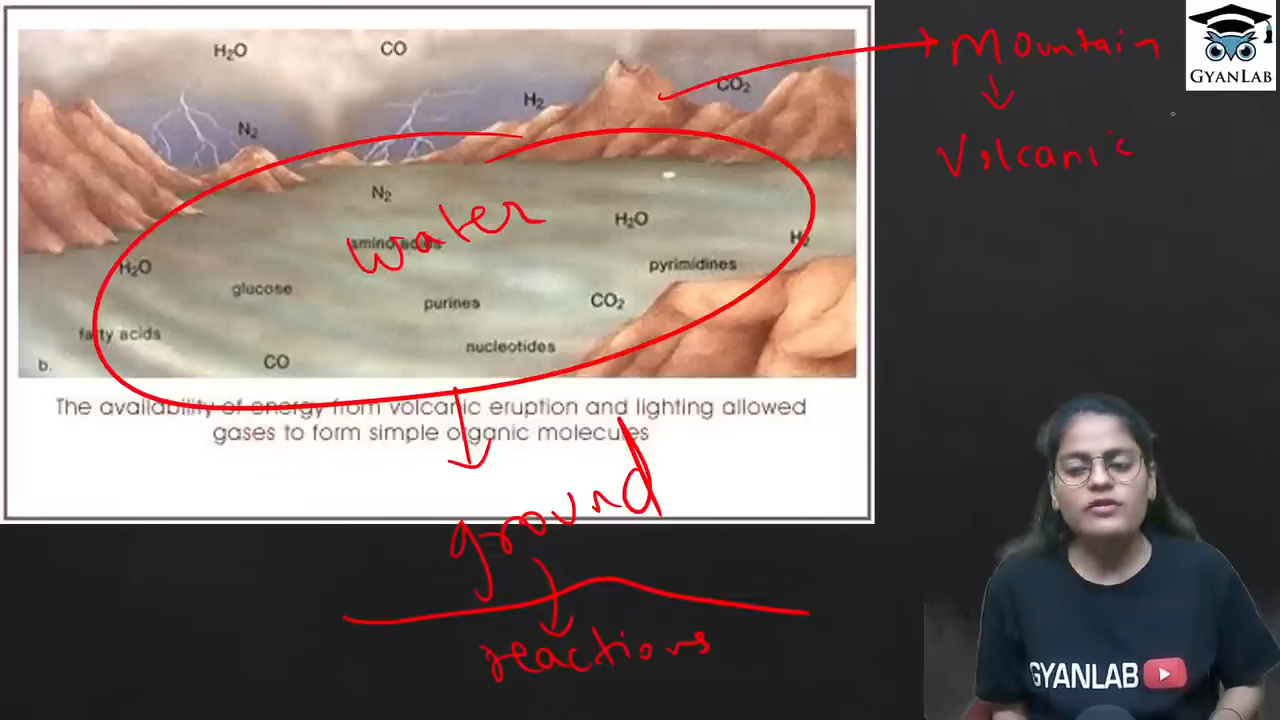 H₂O CO
H₂ CO₂
N₂
N₂
H₂O
amino acids
H₂
H₂O
pyrimidines
glucose
purines
CO₂
fatty acids
nucleotides
CO
b.
The availability of energy from volcanic eruption and lighting allowed
gases to form simple organic molecules
water
ground
reactions
Mountain
Volcanic
GYANLAB
GYANLAB